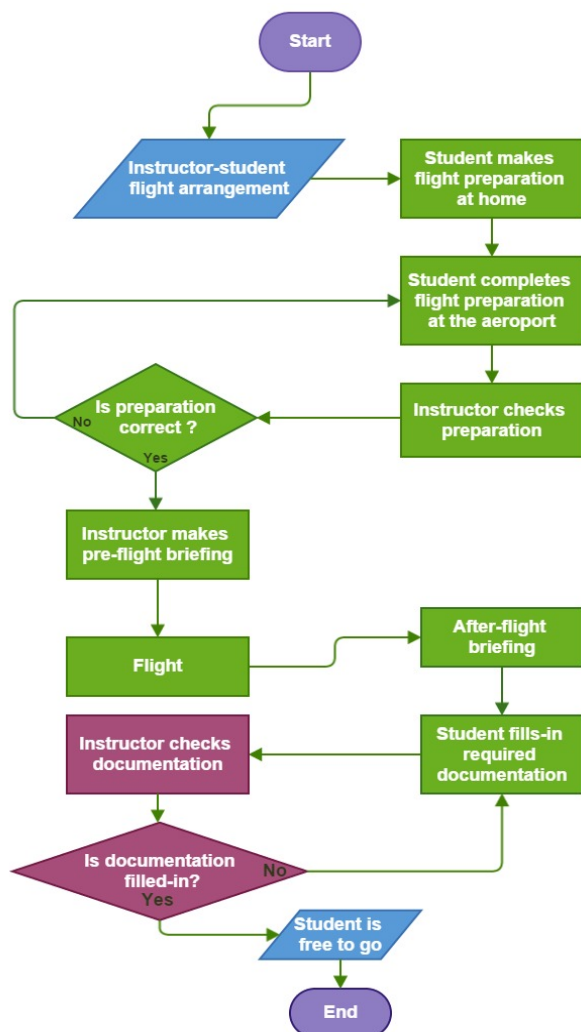 Start
Instructor-student
flight arrangement
Student makes
flight preparation
at home
Student completes
flight preparation
at the aeroport
Instructor checks
preparation
Is preparation
correct ?
No
Yes
Instructor makes
pre-flight briefing
Flight
After-flight
briefing
Student fills-in
required
documentation
Instructor checks
documentation
Is documentation
filled-in?
No
Yes
Student is
free to go
End